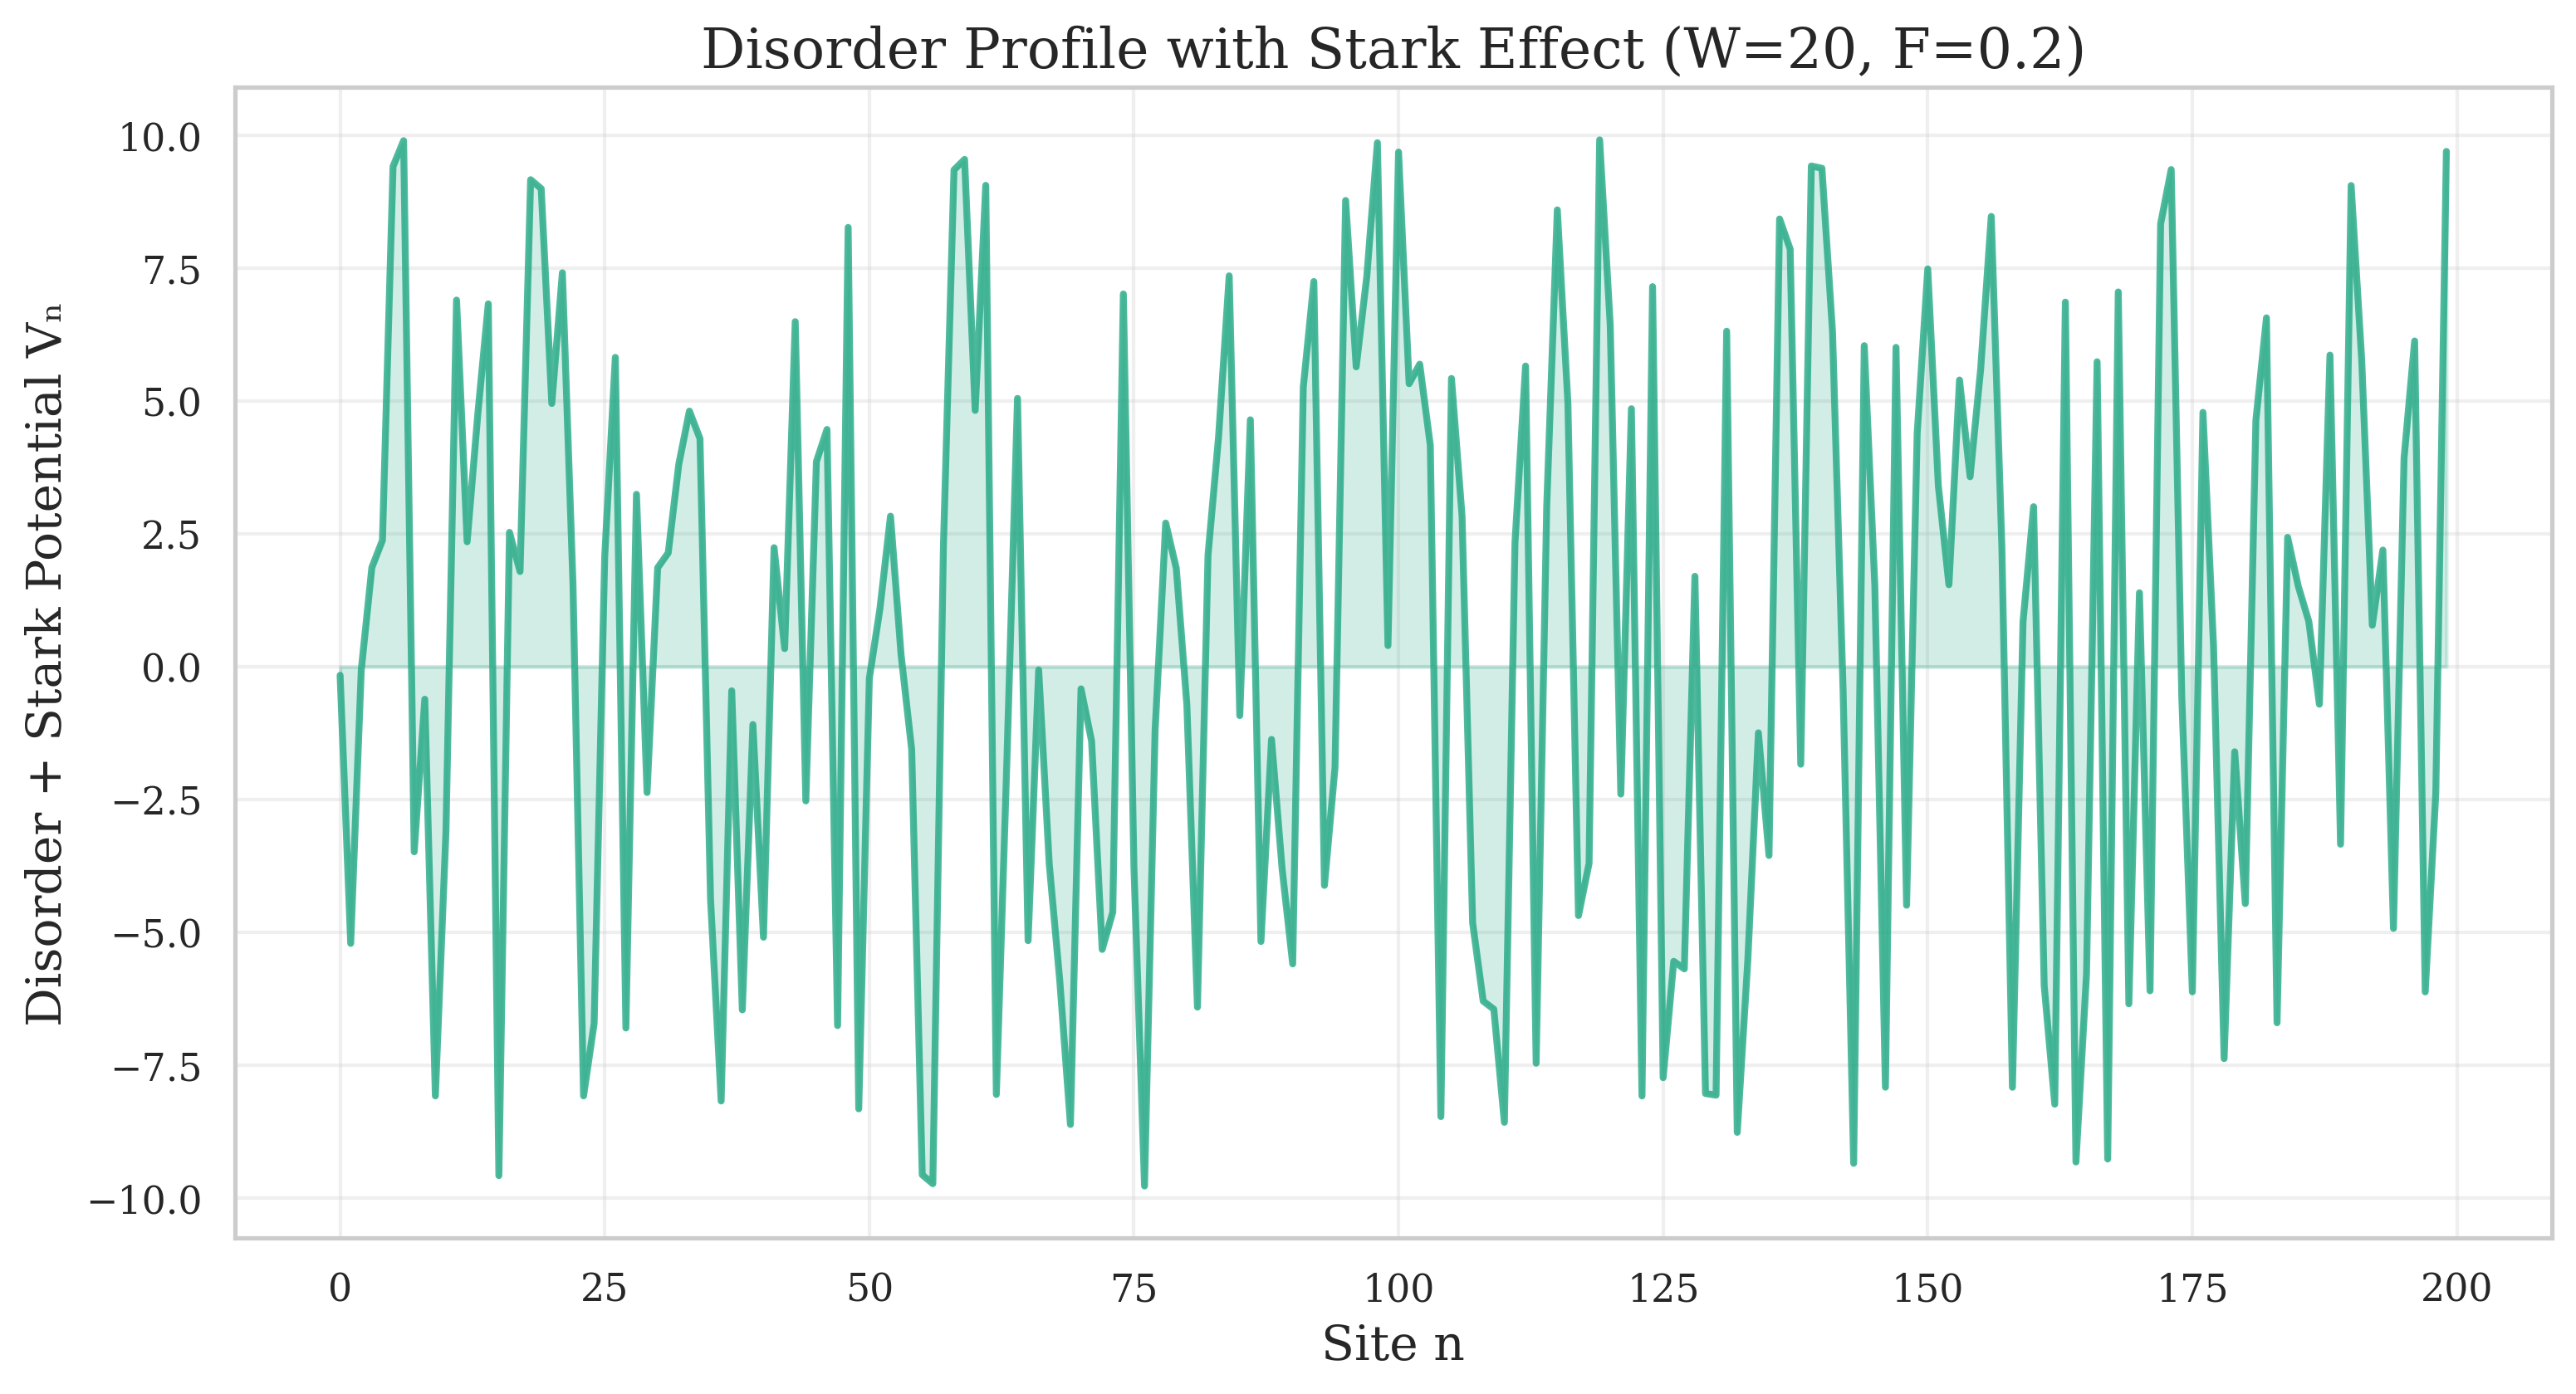 Disorder Profile with Stark Effect (W=20, F=0.2)
Disorder + Stark Potential Vₙ
10.0
7.5
5.0
2.5
0.0
−2.5
−5.0
−7.5
−10.0
0 25 50 75 100 125 150 175 200
Site n